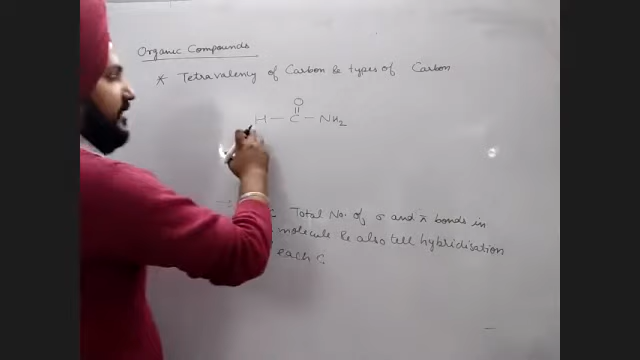 Organic Compounds
* Tetravalency of Carbon & types of Carbon
O
H - C - NH2
Total No. of σ and π bonds in
molecule & also tell hybridisation
each C.